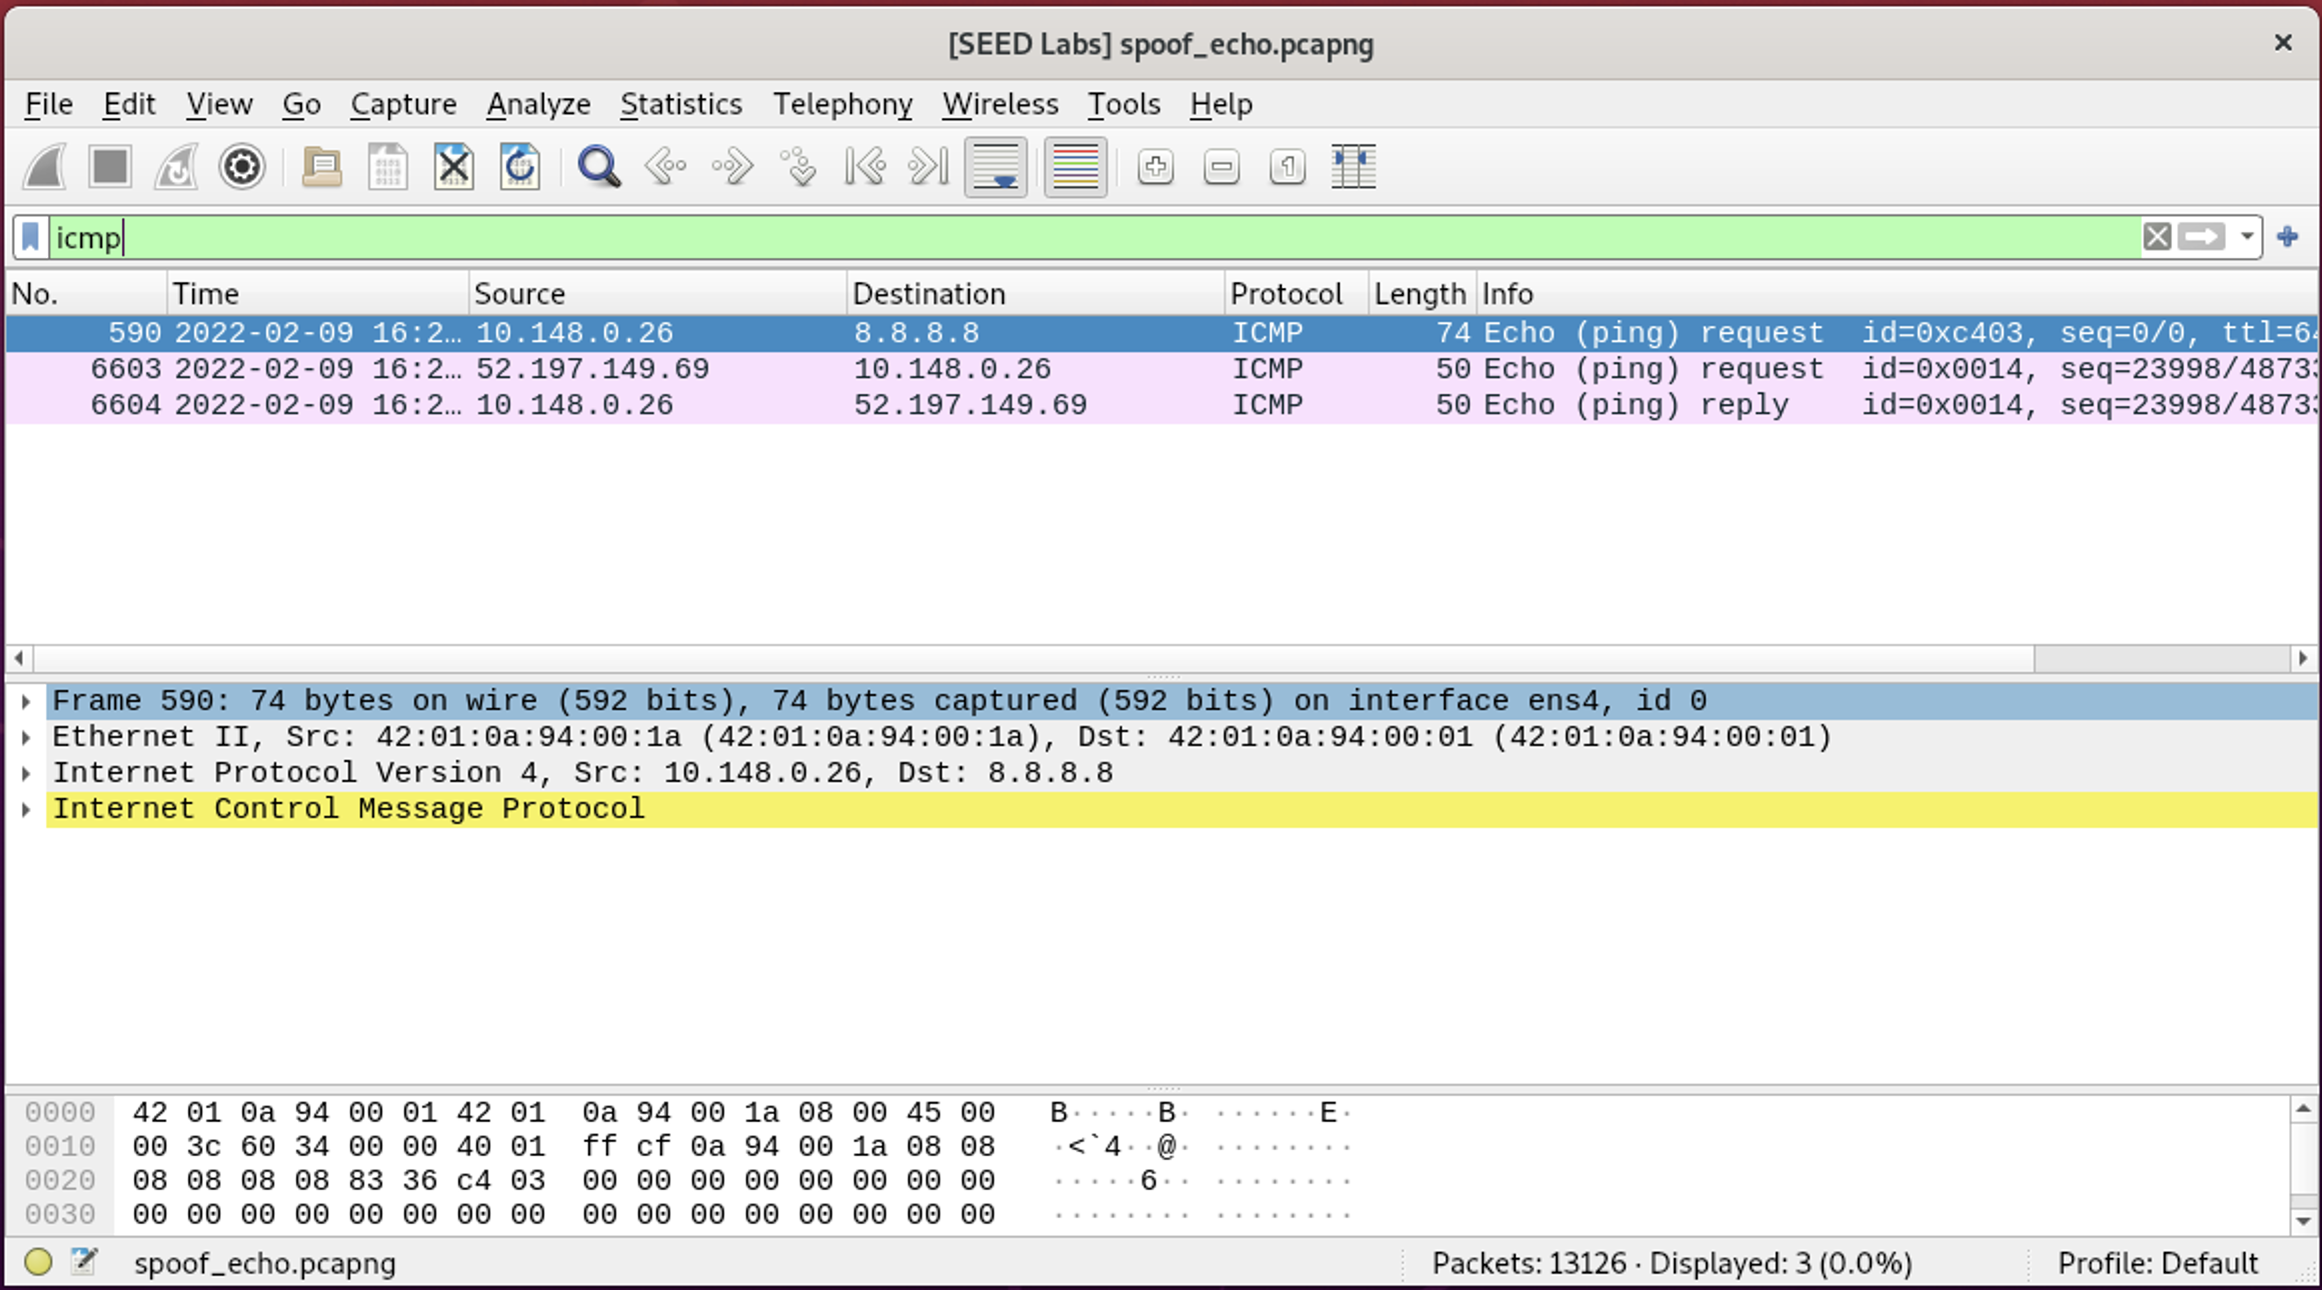 [SEED Labs] spoof_echo.pcapng
File Edit View Go Capture Analyze Statistics Telephony Wireless Tools Help
icmp
No. Time Source Destination Protocol Length Info
590 2022-02-09 16:2… 10.148.0.26 8.8.8.8 ICMP 74 Echo (ping) request id=0xc403, seq=0/0, ttl=64
6603 2022-02-09 16:2… 52.197.149.69 10.148.0.26 ICMP 50 Echo (ping) request id=0x0014, seq=23998/48733
6604 2022-02-09 16:2… 10.148.0.26 52.197.149.69 ICMP 50 Echo (ping) reply id=0x0014, seq=23998/48733
Frame 590: 74 bytes on wire (592 bits), 74 bytes captured (592 bits) on interface ens4, id 0
Ethernet II, Src: 42:01:0a:94:00:1a (42:01:0a:94:00:1a), Dst: 42:01:0a:94:00:01 (42:01:0a:94:00:01)
Internet Protocol Version 4, Src: 10.148.0.26, Dst: 8.8.8.8
Internet Control Message Protocol
0000 42 01 0a 94 00 01 42 01 0a 94 00 1a 08 00 45 00 B·····B· ······E·
0010 00 3c 60 34 00 00 40 01 ff cf 0a 94 00 1a 08 08 ·<`4··@· ········
0020 08 08 08 08 83 36 c4 03 00 00 00 00 00 00 00 00 ·····6·· ········
0030 00 00 00 00 00 00 00 00 00 00 00 00 00 00 00 00 ········ ········
spoof_echo.pcapng Packets: 13126 · Displayed: 3 (0.0%) Profile: Default